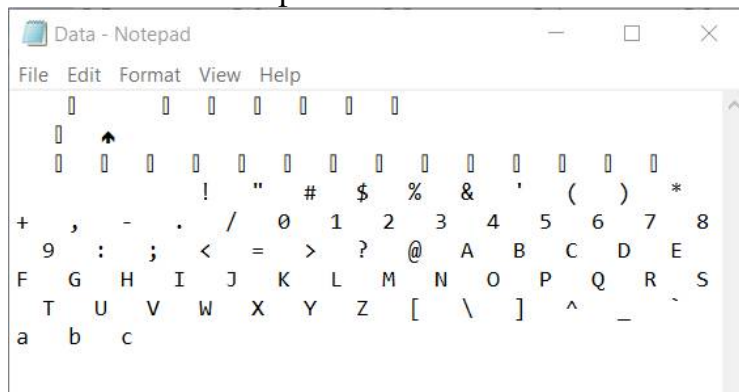 Data - Notepad
File Edit Format View Help
▯ ▯ ▯ ▯ ▯ ▯ ▯
▯ ♠
▯ ▯ ▯ ▯ ▯ ▯ ▯ ▯ ▯ ▯ ▯ ▯ ▯ ▯
! " # $ % & ' ( ) *
+ , - . / 0 1 2 3 4 5 6 7 8
9 : ; < = > ? @ A B C D E
F G H I J K L M N O P Q R S
T U V W X Y Z [ \ ] ^ _ `
a b c